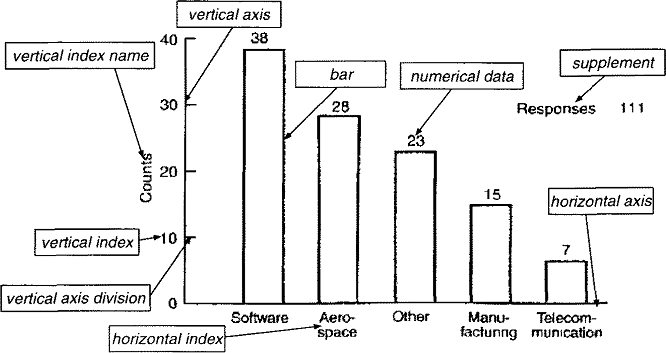 vertical axis
40
38
vertical index name
bar
numerical data
supplement
30
28
Responses 111
23
20
Counts
15
horizontal axis
vertical index
10
7
vertical axis division
0
Software
Aero-
space
Other
Manu-
facturing
Telecom-
munication
horizontal index